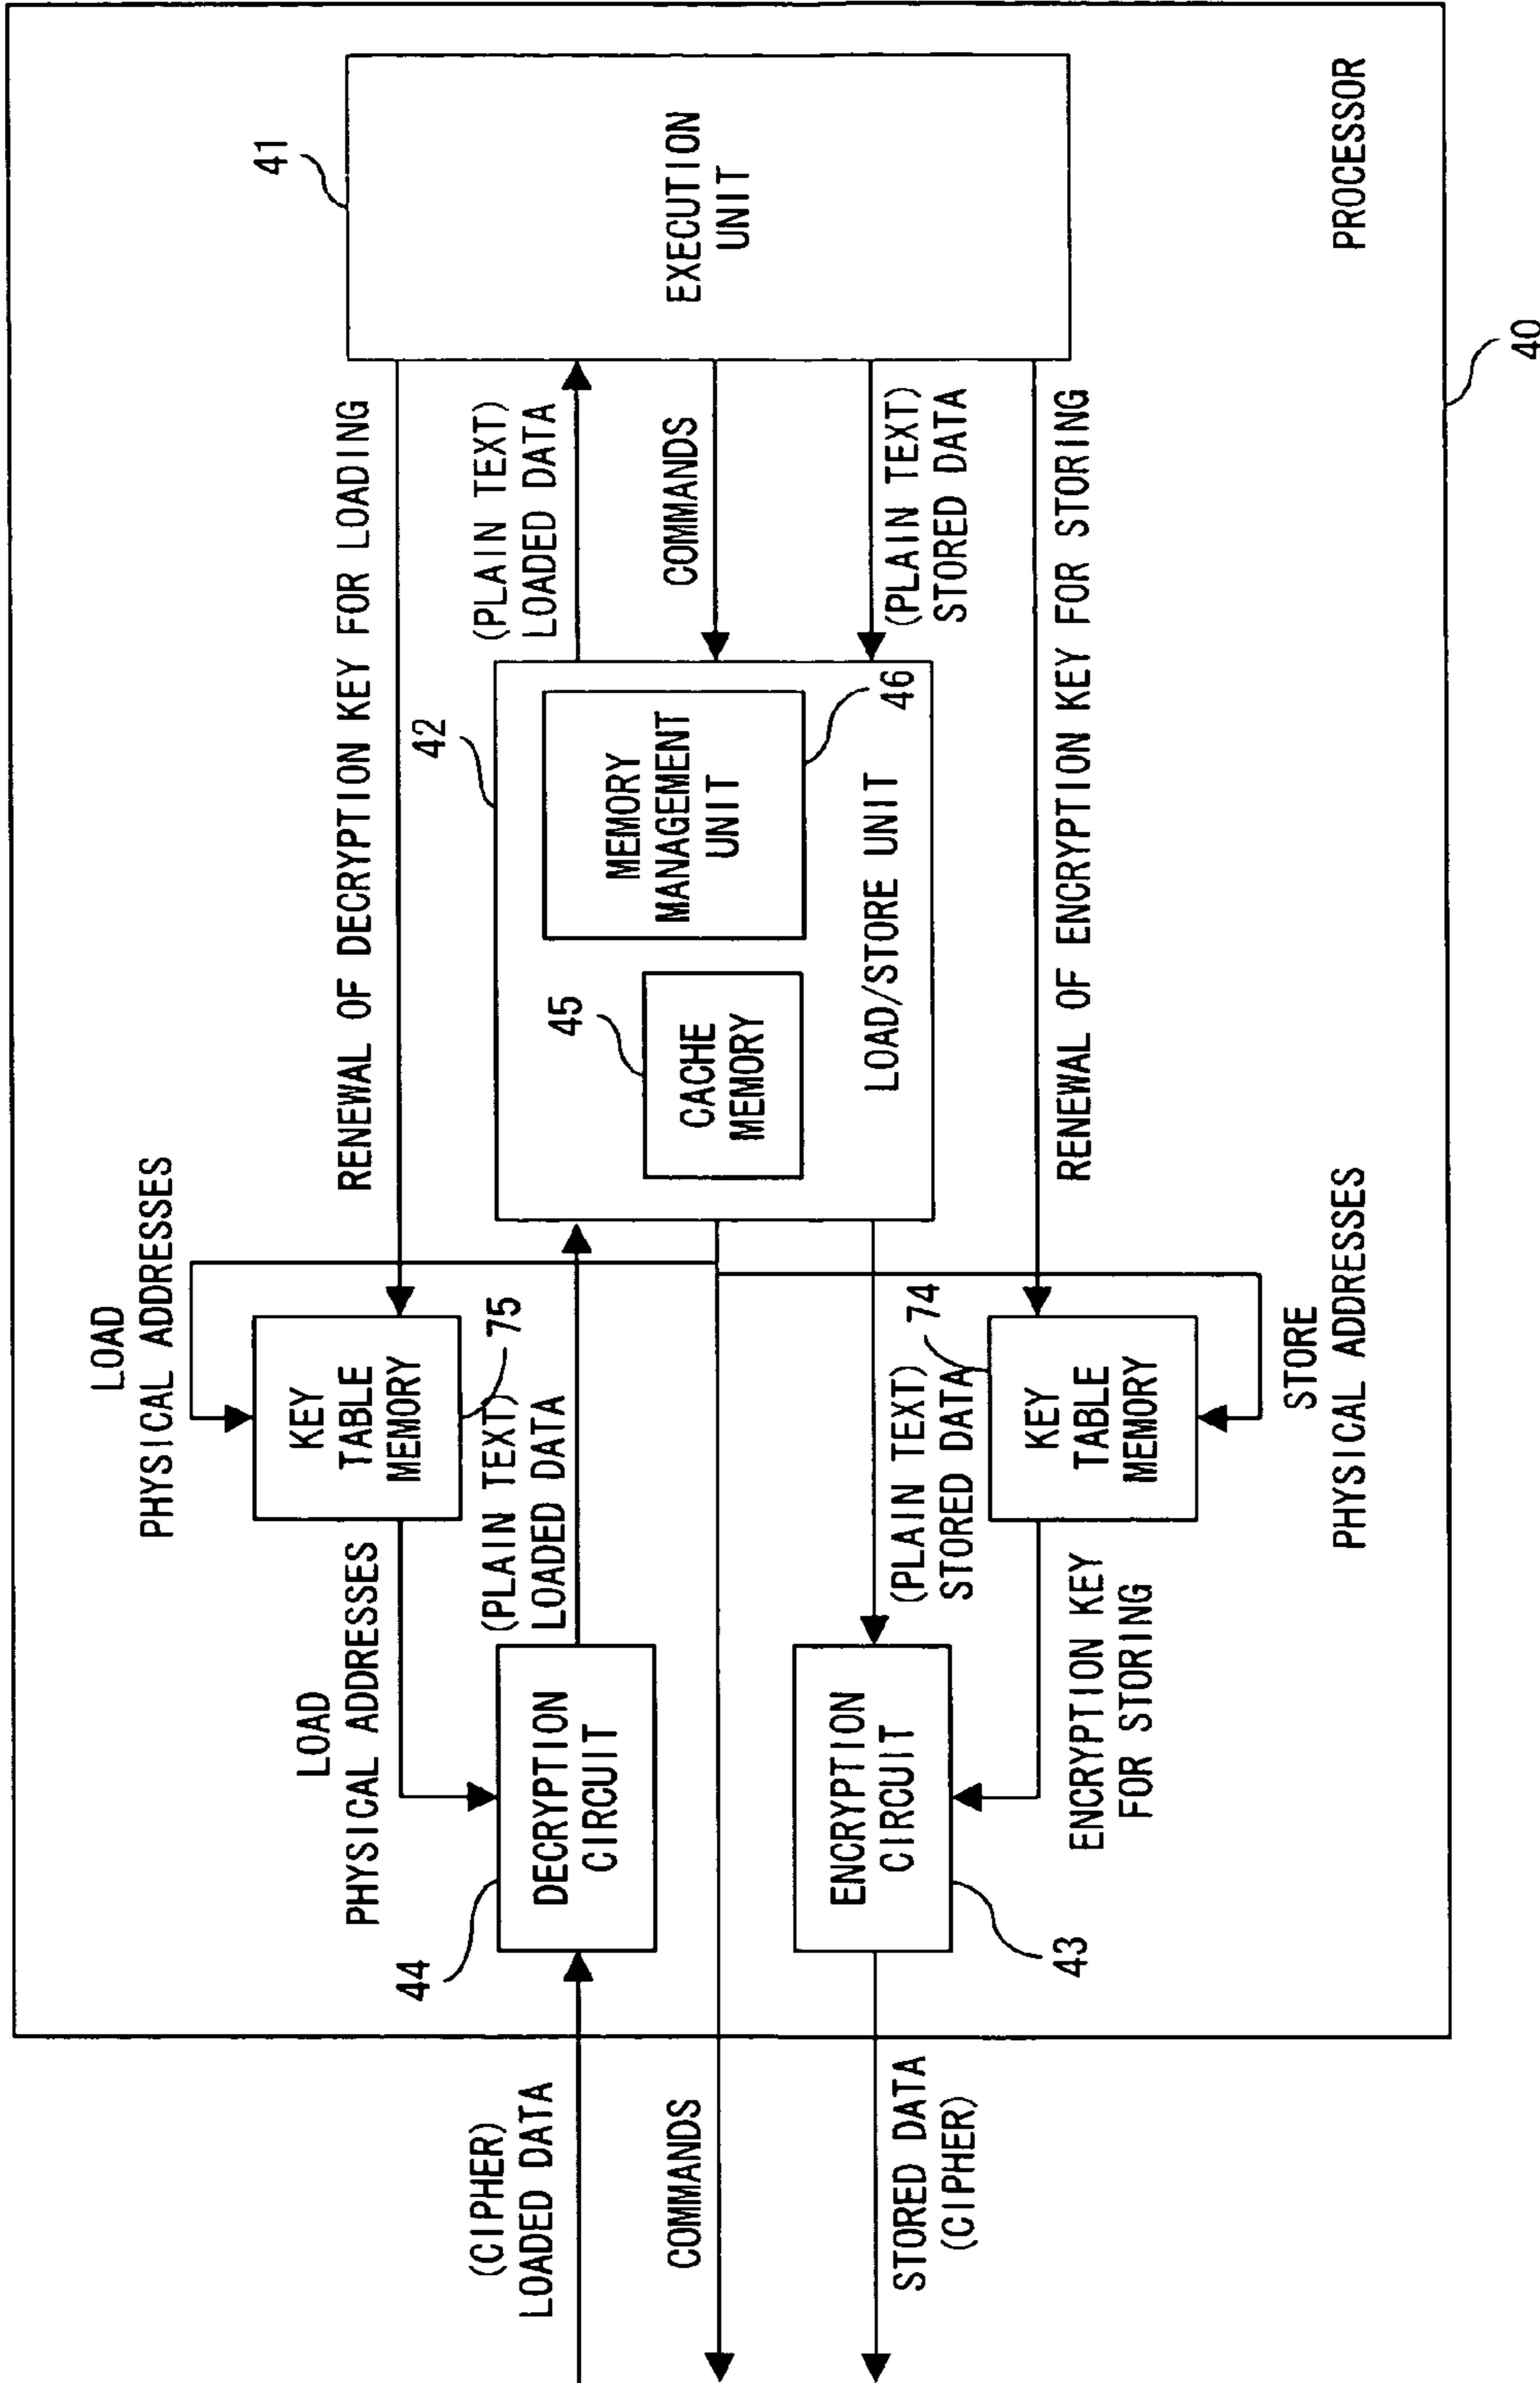 LOAD
PHYSICAL ADDRESSES
RENEWAL OF DECRYPTION KEY FOR LOADING
41
LOAD
PHYSICAL ADDRESSES
KEY
TABLE
MEMORY
75
42
44
(CIPHER)
LOADED DATA
DECRYPTION
CIRCUIT
(PLAIN TEXT)
LOADED DATA
45
CACHE
MEMORY
MEMORY
MANAGEMENT
UNIT
46
LOAD/STORE UNIT
(PLAIN TEXT)
LOADED DATA
COMMANDS
(PLAIN TEXT)
STORED DATA
EXECUTION
UNIT
COMMANDS
STORED DATA
(CIPHER)
ENCRYPTION
CIRCUIT
43
(PLAIN TEXT)
STORED DATA
74
KEY
TABLE
MEMORY
ENCRYPTION KEY
FOR STORING
RENEWAL OF ENCRYPTION KEY FOR STORING
STORE
PHYSICAL ADDRESSES
PROCESSOR
40